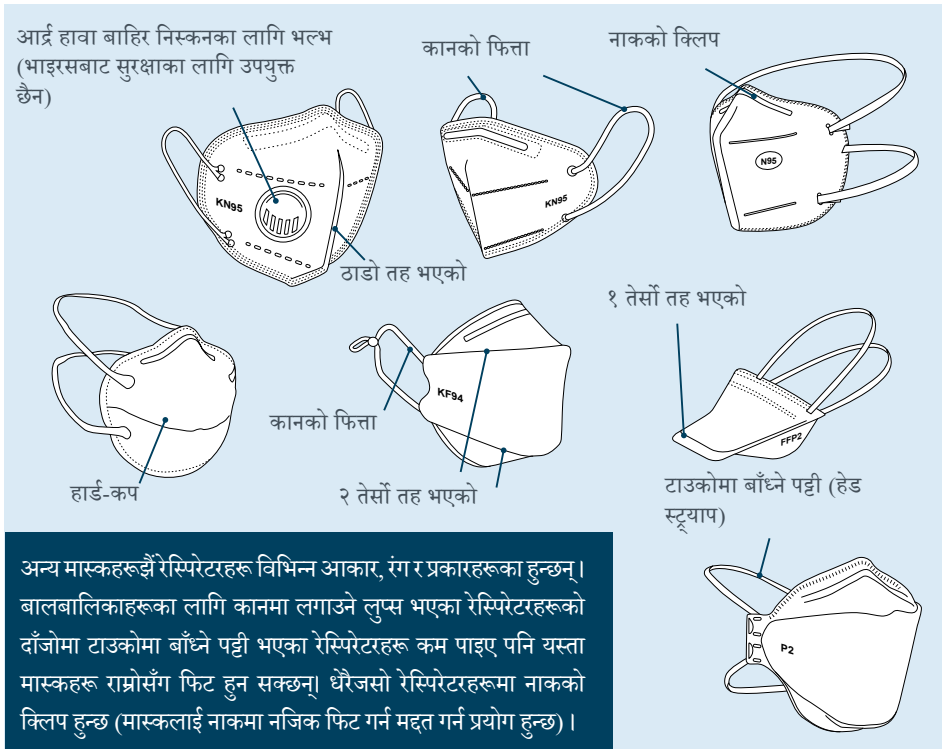 आर्द्र हावा बाहिर निस्कनका लागि भल्भ
(भाइरसबाट सुरक्षाका लागि उपयुक्त
छैन)
कानको फित्ता
नाकको क्लिप
KN95
KN95
N95
ठाडो तह भएको
१ तेर्सो तह भएको
KF94
FFP2
कानको फित्ता
हार्ड-कप
२ तेर्सो तह भएको
टाउकोमा बाँध्ने पट्टी (हेड
स्ट्र्याप)
P2
अन्य मास्कहरूझैं रेस्पिरेटरहरू विभिन्न आकार, रंग र प्रकारहरूका हुन्छन्।
बालबालिकाहरूका लागि कानमा लगाउने लुप्स भएका रेस्पिरेटरहरूको
दाँजोमा टाउकोमा बाँध्ने पट्टी भएका रेस्पिरेटरहरू कम पाइए पनि यस्ता
मास्कहरू राम्रोसँग फिट हुन सक्छन्। धेरैजसो रेस्पिरेटरहरूमा नाकको
क्लिप हुन्छ (मास्कलाई नाकमा नजिक फिट गर्न मद्दत गर्न प्रयोग हुन्छ)।